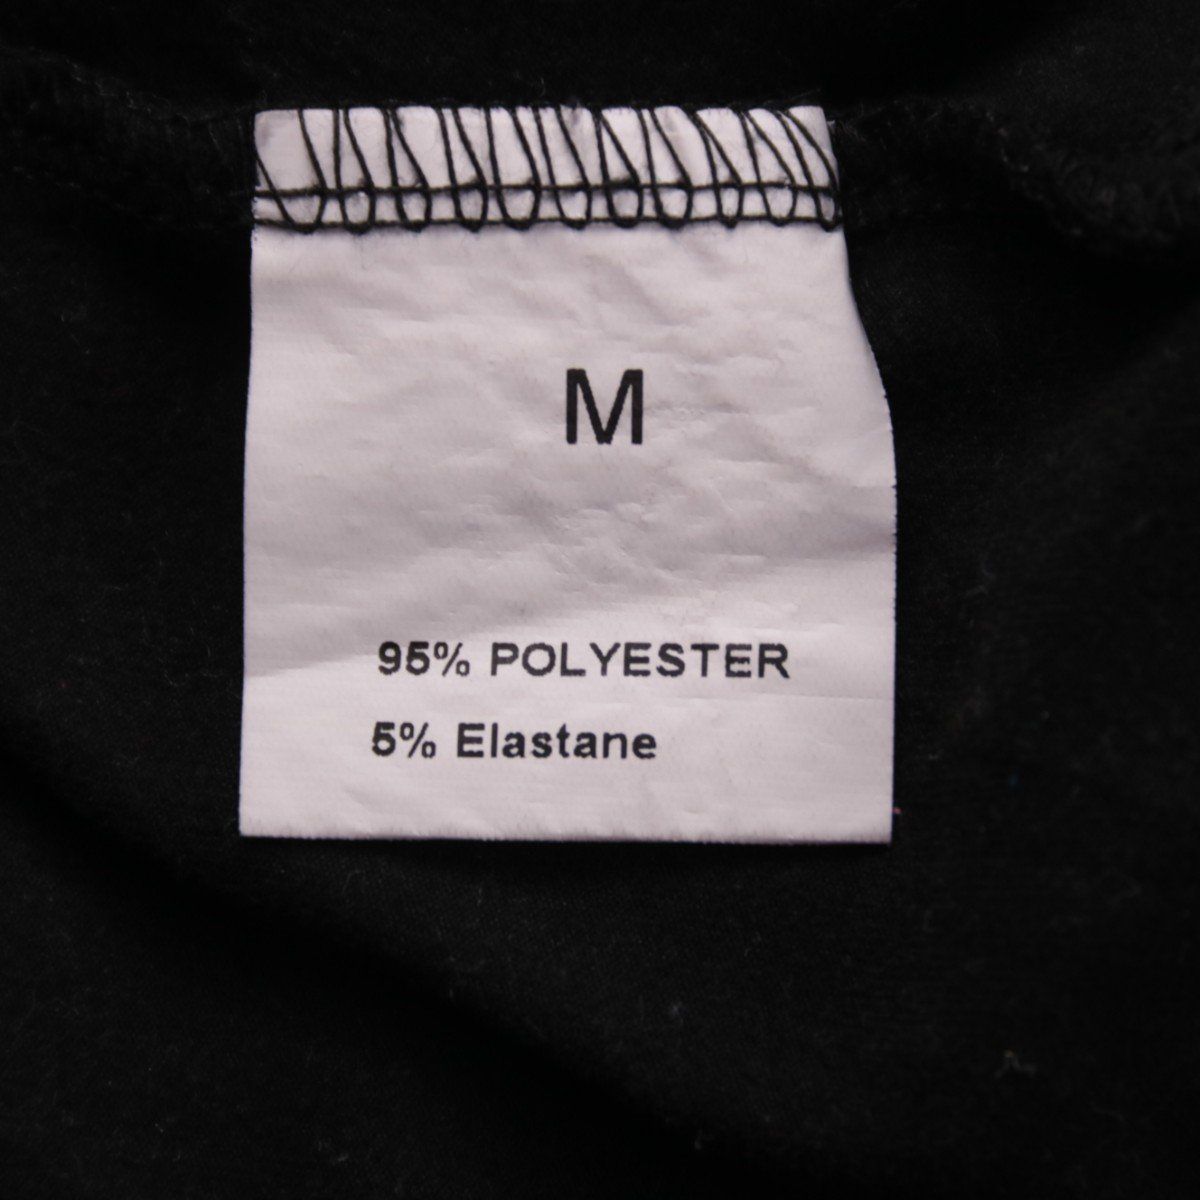 M
95% POLYESTER
5% Elastane